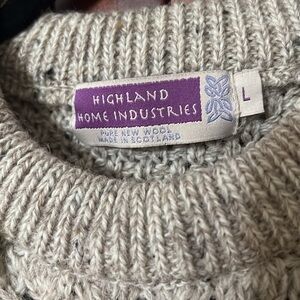 HIGHLAND
HOME INDUSTRIES
PURE NEW WOOL
MADE IN SCOTLAND
L